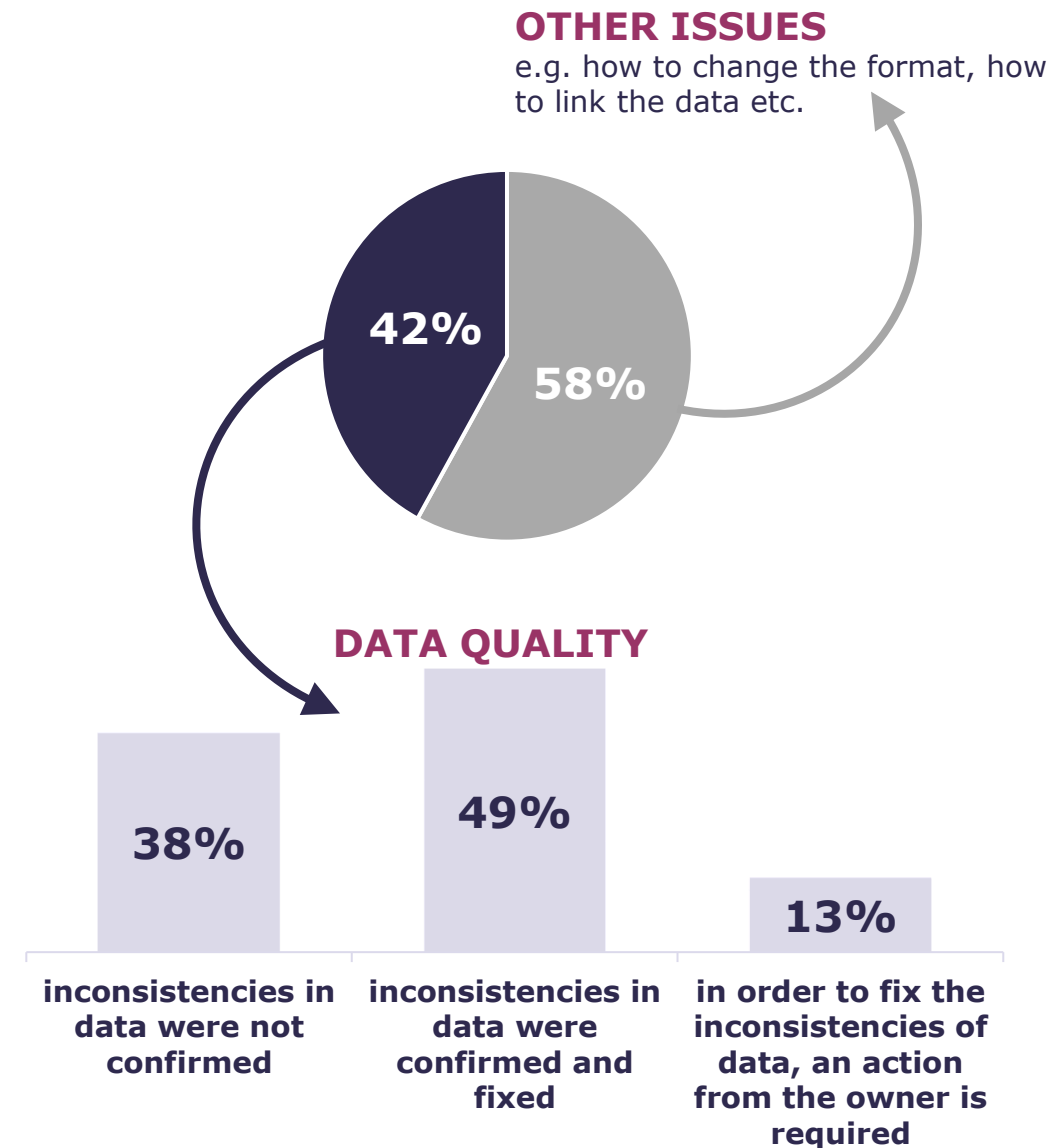 OTHER ISSUES
e.g. how to change the format, how
to link the data etc.
42%
58%
DATA QUALITY
38%
49%
13%
inconsistencies in
data were not
confirmed
inconsistencies in
data were
confirmed and
fixed
in order to fix the
inconsistencies of
data, an action
from the owner is
required